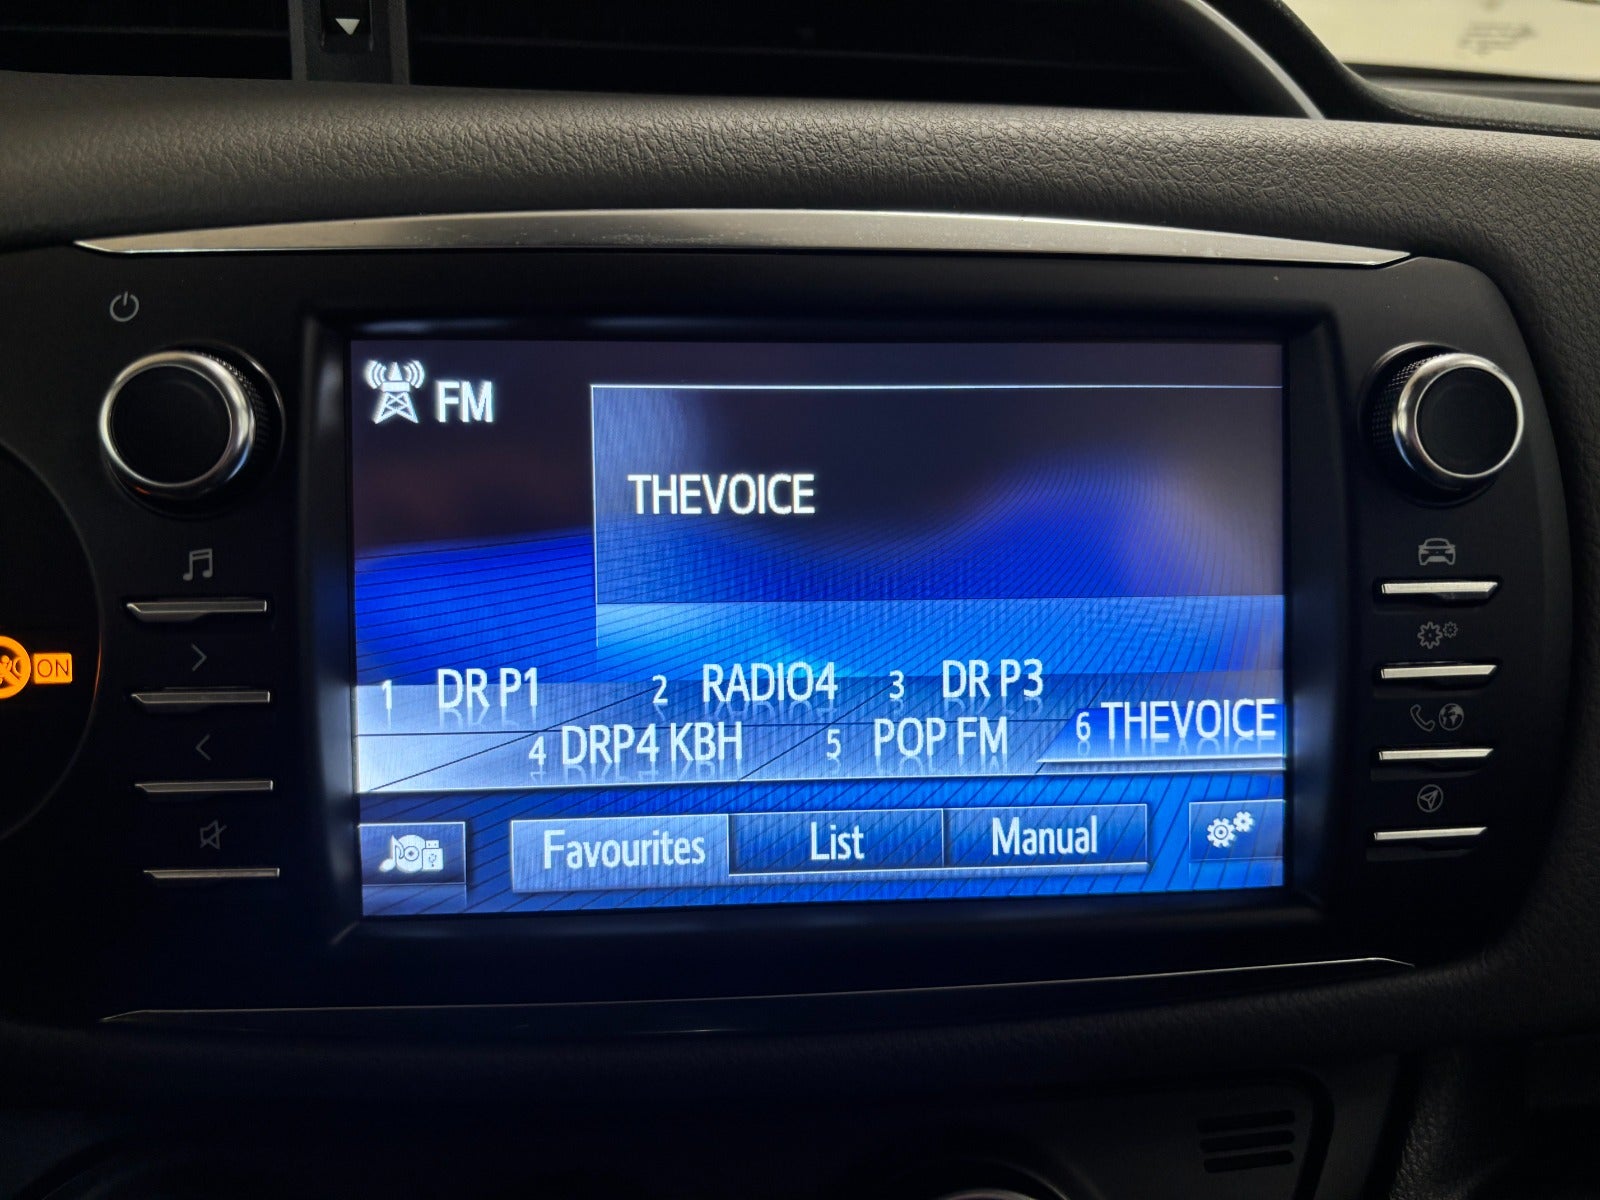 FM
THEVOICE
1 DR P1 2 RADIO4 3 DR P3
4 DRP4 KBH 5 POP FM 6 THEVOICE
Favourites List Manual
ON